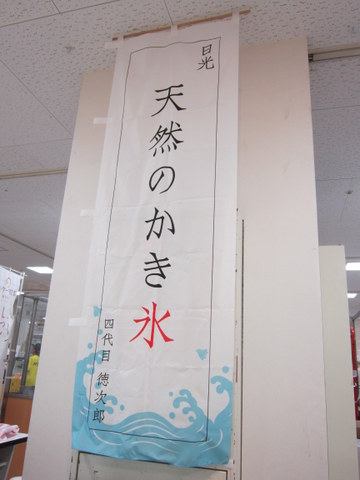 日光
天然のかき氷
四代目 徳次郎